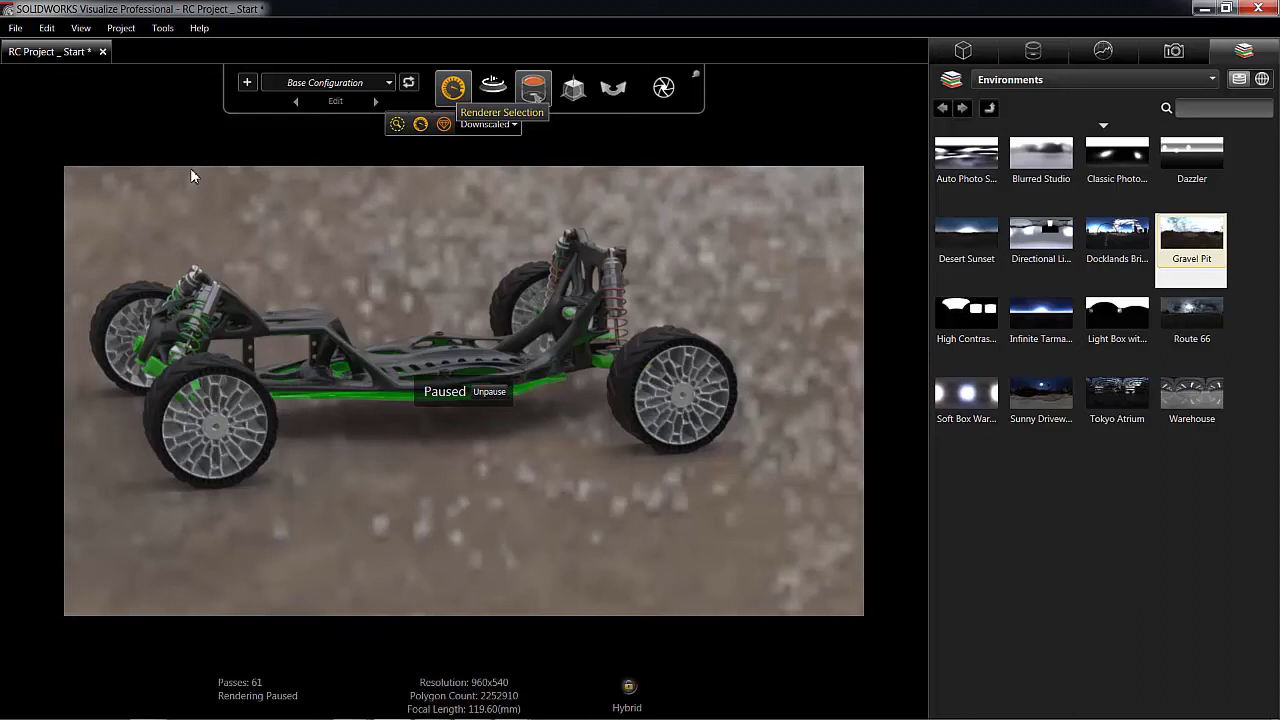 SOLIDWORKS Visualize Professional - RC Project _ Start *
File Edit View Project Tools Help
RC Project _ Start *
Base Configuration
Edit
Renderer Selection
Downscaled
Environments
Auto Photo S... Blurred Studio Classic Photo... Dazzler
Desert Sunset Directional Li... Docklands Bri... Gravel Pit
High Contras... Infinite Tarma... Light Box wit... Route 66
Soft Box War... Sunny Drivew... Tokyo Atrium Warehouse
Paused Unpause
Passes: 61
Rendering Paused
Resolution: 960x540
Polygon Count: 2252910
Focal Length: 119.60(mm)
Hybrid